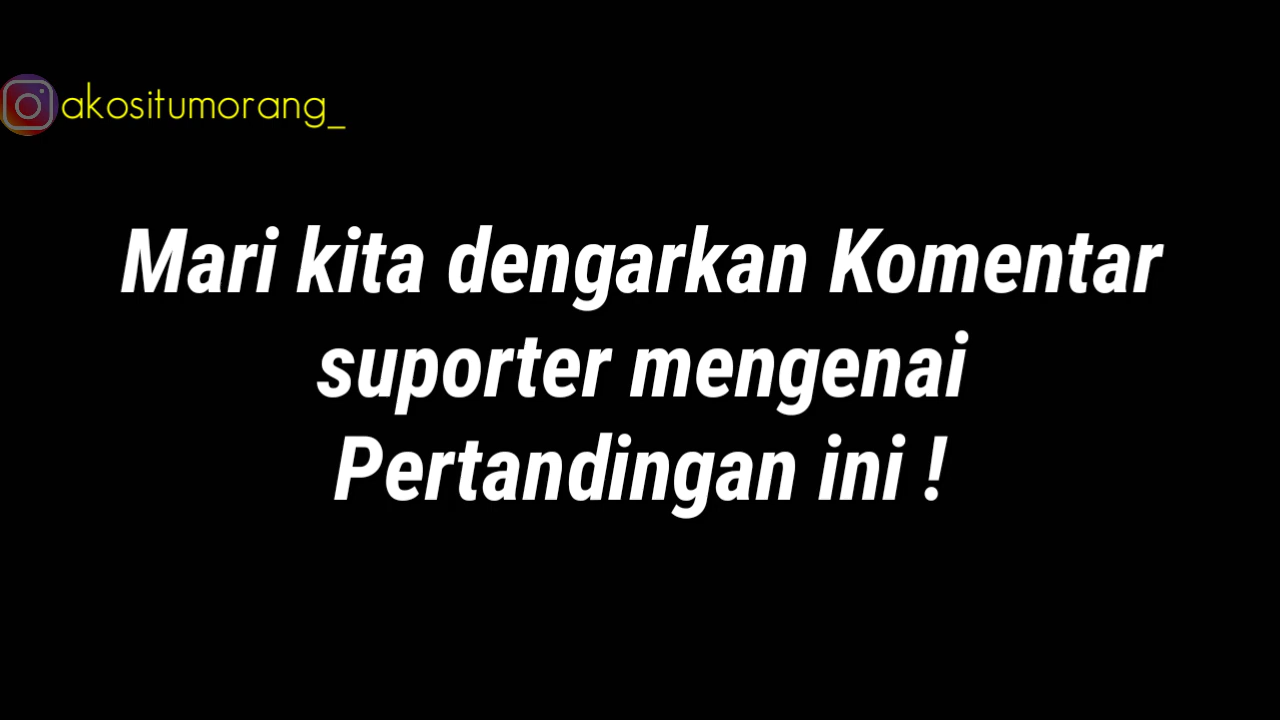 akositumorang_
Mari kita dengarkan Komentar
suporter mengenai
Pertandingan ini !